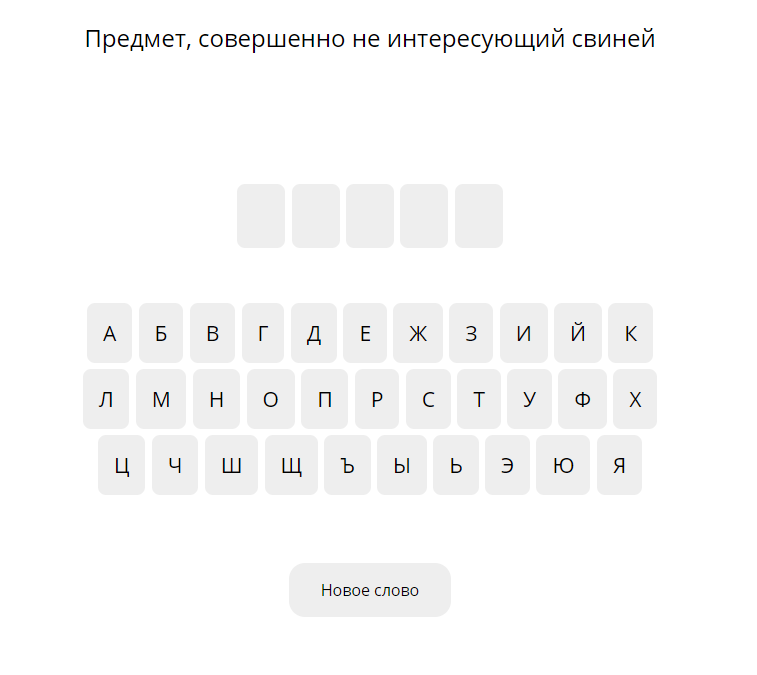 Предмет, совершенно не интересующий свиней
А Б В Г Д Е Ж З И Й К
Л М Н О П Р С Т У Ф Х
Ц Ч Ш Щ Ъ Ы Ь Э Ю Я
Новое слово